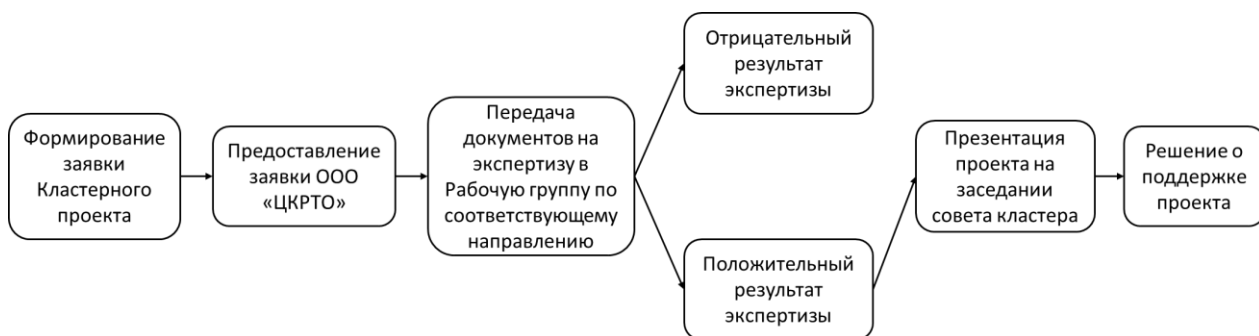 Формирование
заявки
Кластерного
проекта
Предоставление
заявки ООО
«ЦКРТО»
Передача
документов на
экспертизу в
Рабочую группу по
соответствующему
направлению
Отрицательный
результат
экспертизы
Положительный
результат
экспертизы
Презентация
проекта на
заседании
совета кластера
Решение о
поддержке
проекта